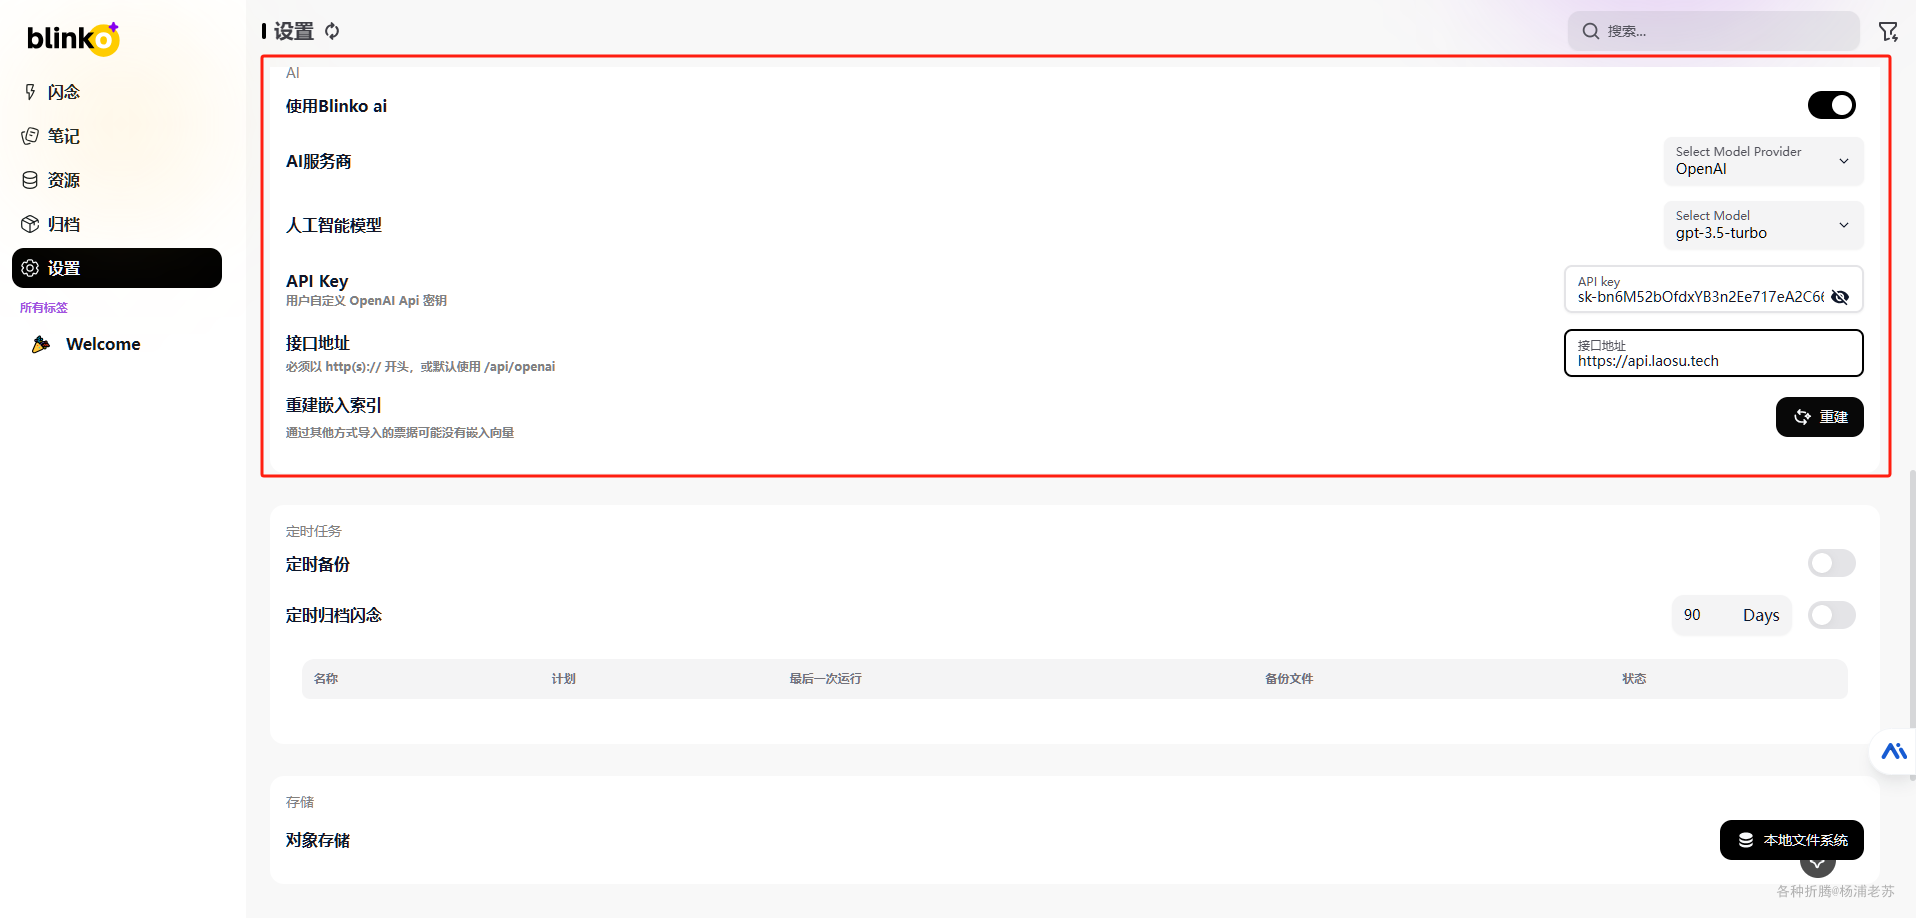 blinko
闪念
笔记
资源
归档
设置
所有标签
Welcome
设置
搜索...
AI
使用Blinko ai
AI服务商
Select Model Provider
OpenAI
人工智能模型
Select Model
gpt-3.5-turbo
API Key
用户自定义 OpenAI Api 密钥
API key
sk-bn6M52bOfdxYB3n2Ee717eA2C66
接口地址
必须以 http(s):// 开头，或默认使用 /api/openai
接口地址
https://api.laosu.tech
重建嵌入索引
通过其他方式导入的票据可能没有嵌入向量
重建
定时任务
定时备份
定时归档闪念
90 Days
名称 计划 最后一次运行 备份文件 状态
存储
对象存储
本地文件系统
各种折腾@杨浦老苏